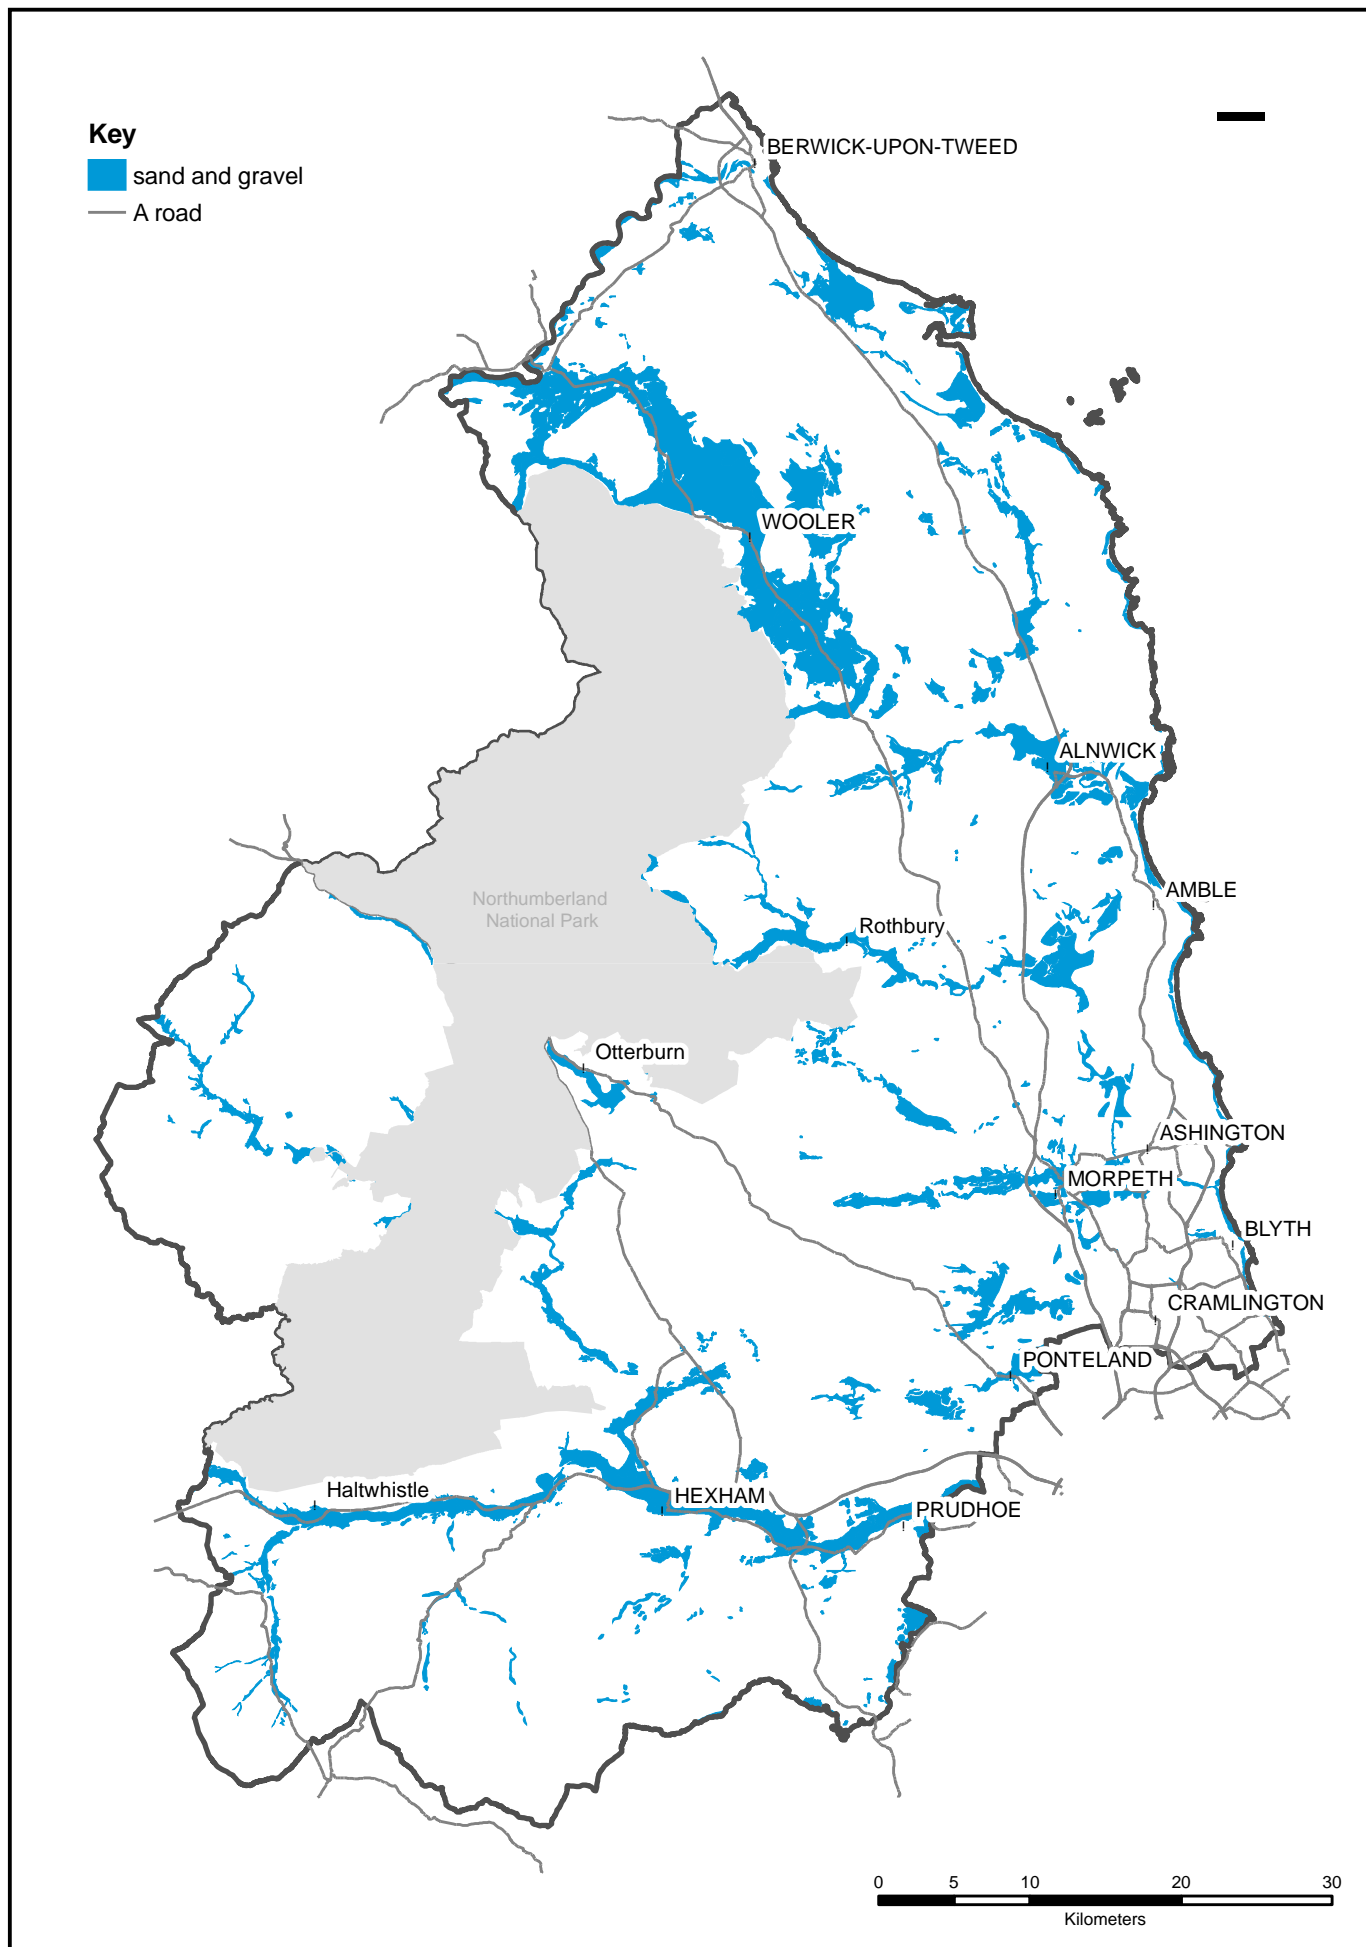 Key
sand and gravel
A road
BERWICK-UPON-TWEED
WOOLER
ALNWICK
AMBLE
Northumberland
National Park
Rothbury
Otterburn
ASHINGTON
MORPETH
BLYTH
CRAMLINGTON
PONTELAND
Haltwhistle
HEXHAM
PRUDHOE
0 5 10 20 30
Kilometers